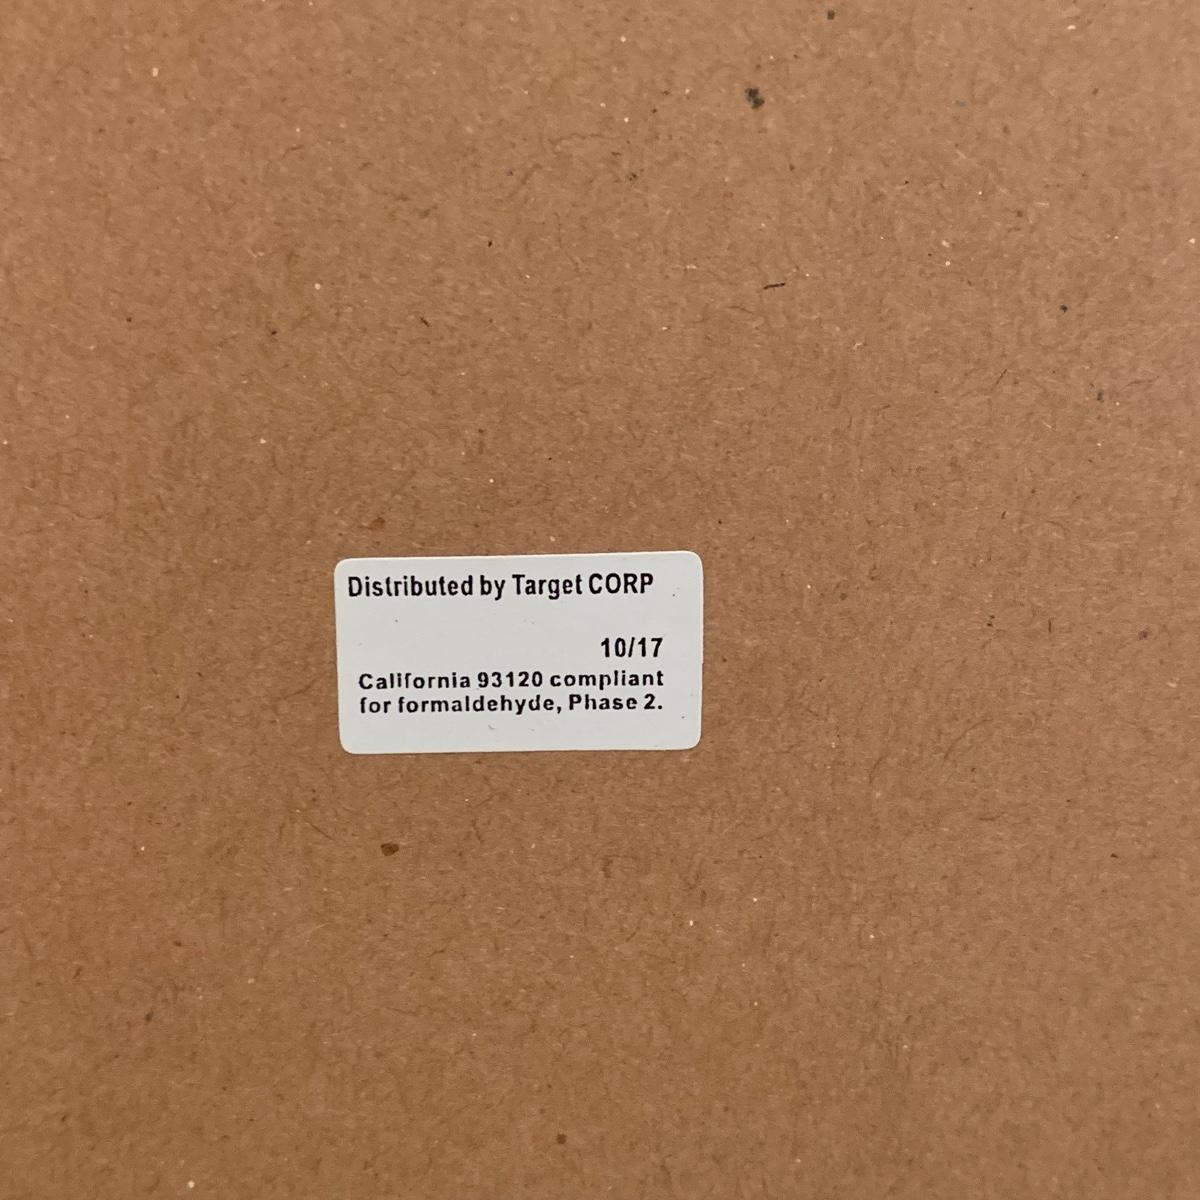 Distributed by Target CORP
10/17
California 93120 compliant
for formaldehyde, Phase 2.